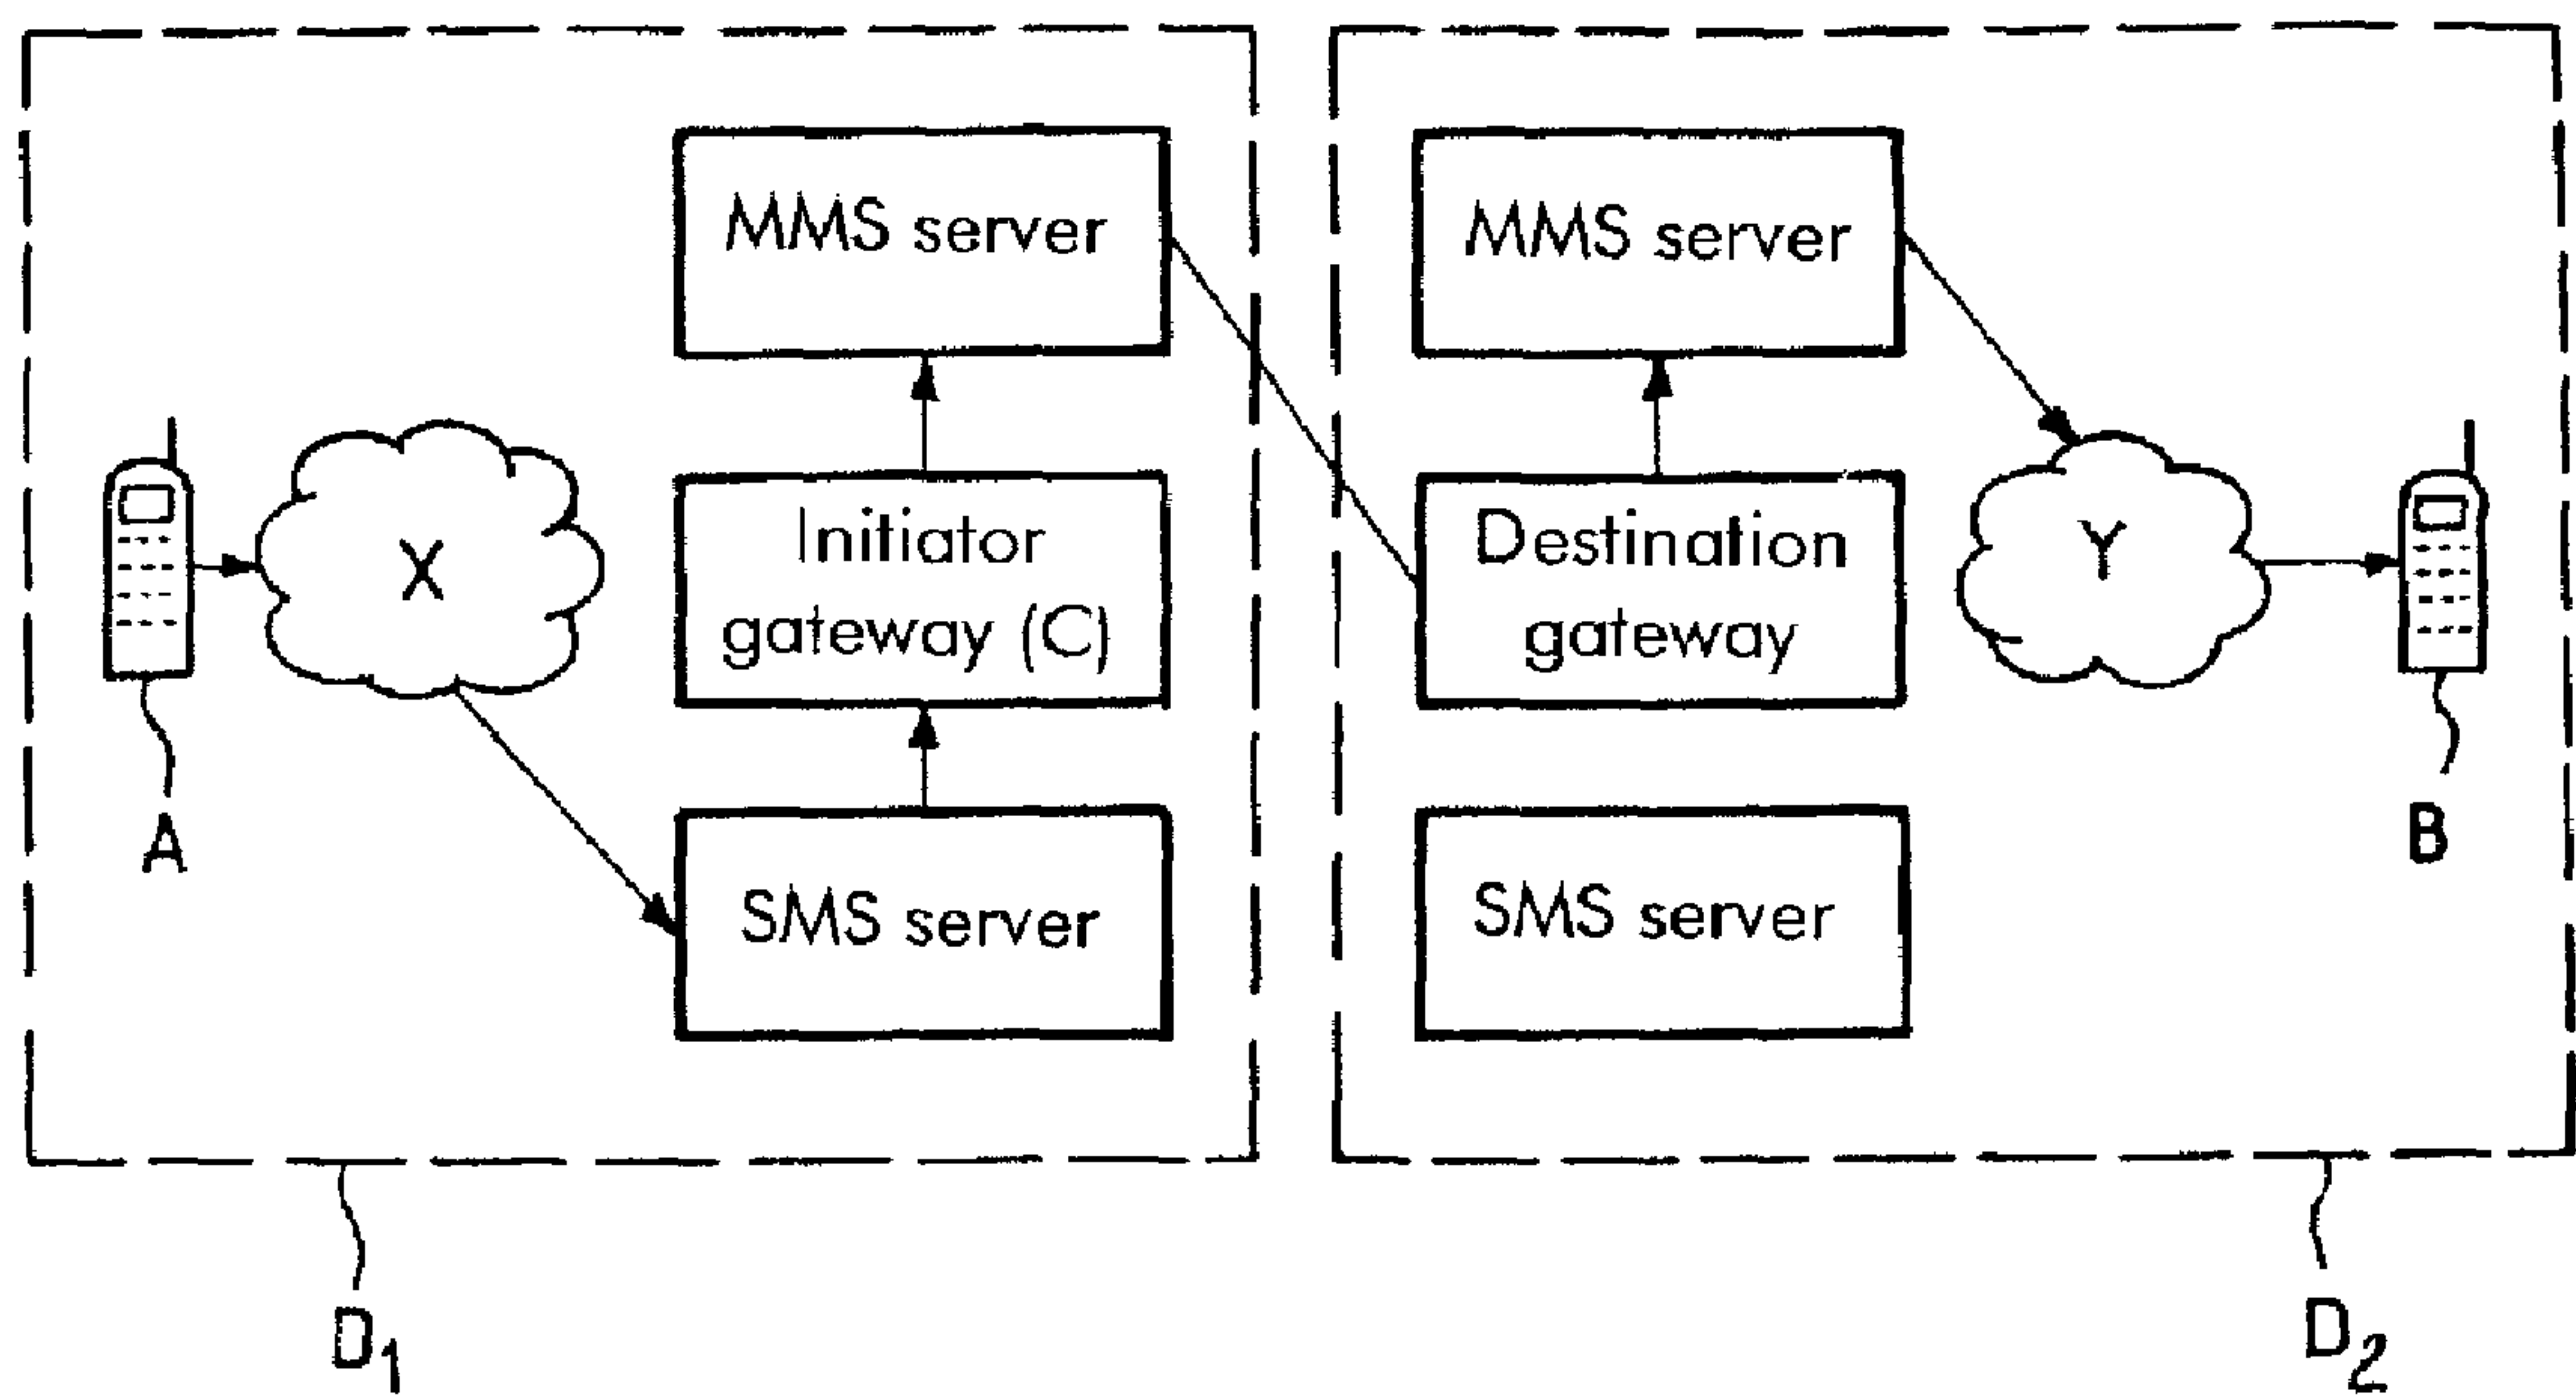 MMS server
MMS server
X
Initiator
gateway (C)
Destination
gateway
Y
A
SMS server
SMS server
B
D1
D2